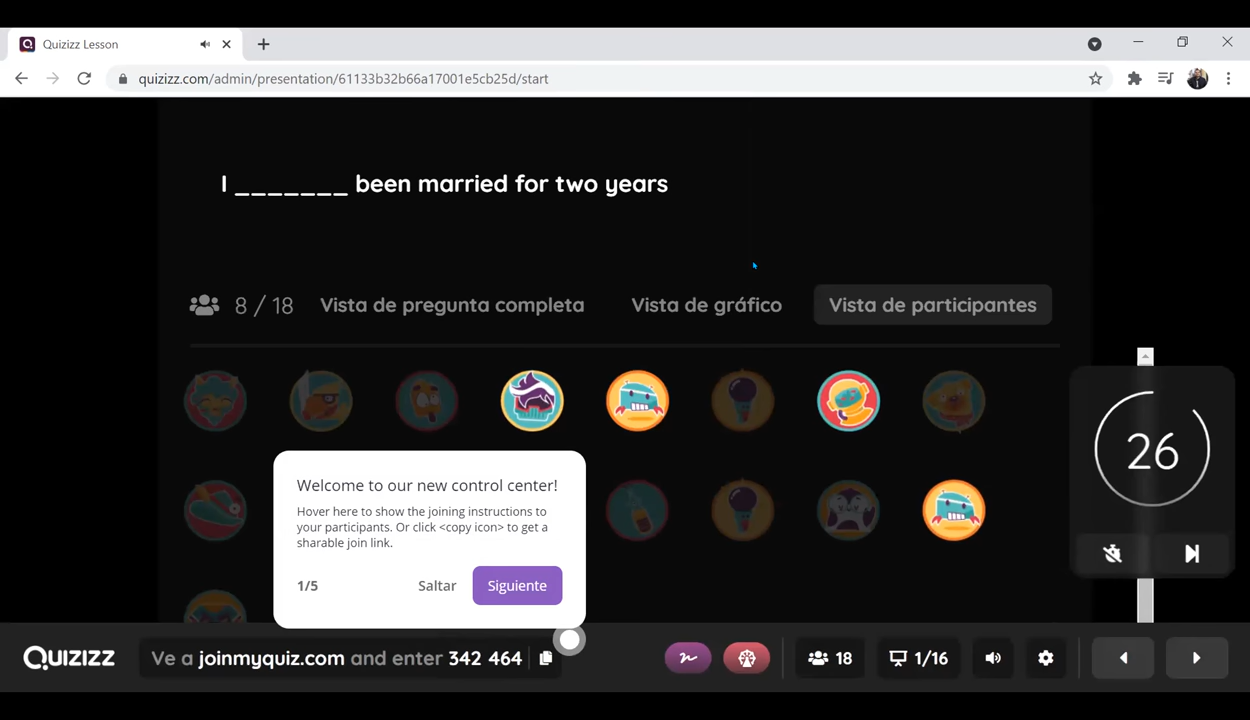 Quizizz Lesson
quizizz.com/admin/presentation/61133b32b66a17001e5cb25d/start
I _______ been married for two years
8 / 18 Vista de pregunta completa Vista de gráfico Vista de participantes
26
Welcome to our new control center!
Hover here to show the joining instructions to
your participants. Or click <copy icon> to get a
sharable join link.
1/5 Saltar Siguiente
QUIZIZZ Ve a joinmyquiz.com and enter 342 464 18 1/16